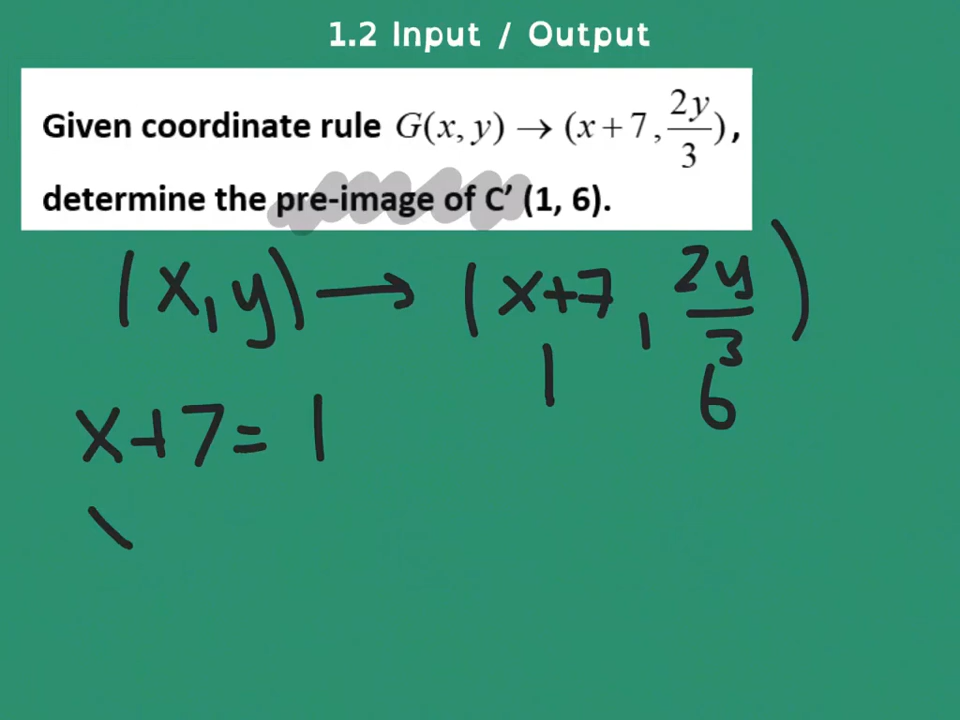 1.2 Input / Output
Given coordinate rule G(x, y) → (x + 7, 2y/3),
determine the pre-image of C′ (1, 6).
(x, y) → (x+7, 2y/3)
1 6
x+7 = 1